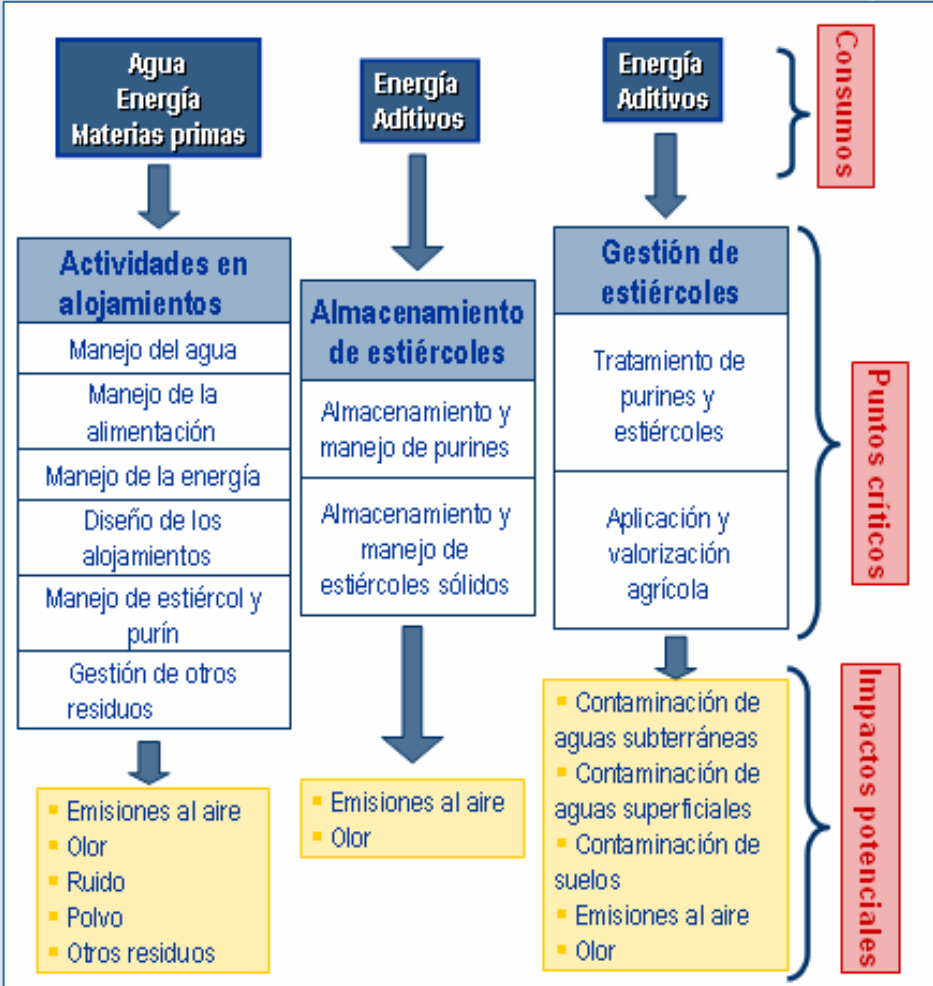 Agua
Energía
Materias primas
Energía
Aditivos
Energía
Aditivos
Consumos
Actividades en
alojamientos
Manejo del agua
Manejo de la
alimentación
Manejo de la energía
Diseño de los
alojamientos
Manejo de estiércol y
purín
Gestión de otros
residuos
Almacenamiento
de estiércoles
Almacenamiento y
manejo de purines
Almacenamiento y
manejo de
estiércoles sólidos
Gestión de
estiércoles
Tratamiento de
purines y
estiércoles
Aplicación y
valorización
agrícola
Puntos críticos
▪ Emisiones al aire
▪ Olor
▪ Ruido
▪ Polvo
▪ Otros residuos
▪ Emisiones al aire
▪ Olor
▪ Contaminación de
aguas subterráneas
▪ Contaminación de
aguas superficiales
▪ Contaminación de
suelos
▪ Emisiones al aire
▪ Olor
Impactos potenciales